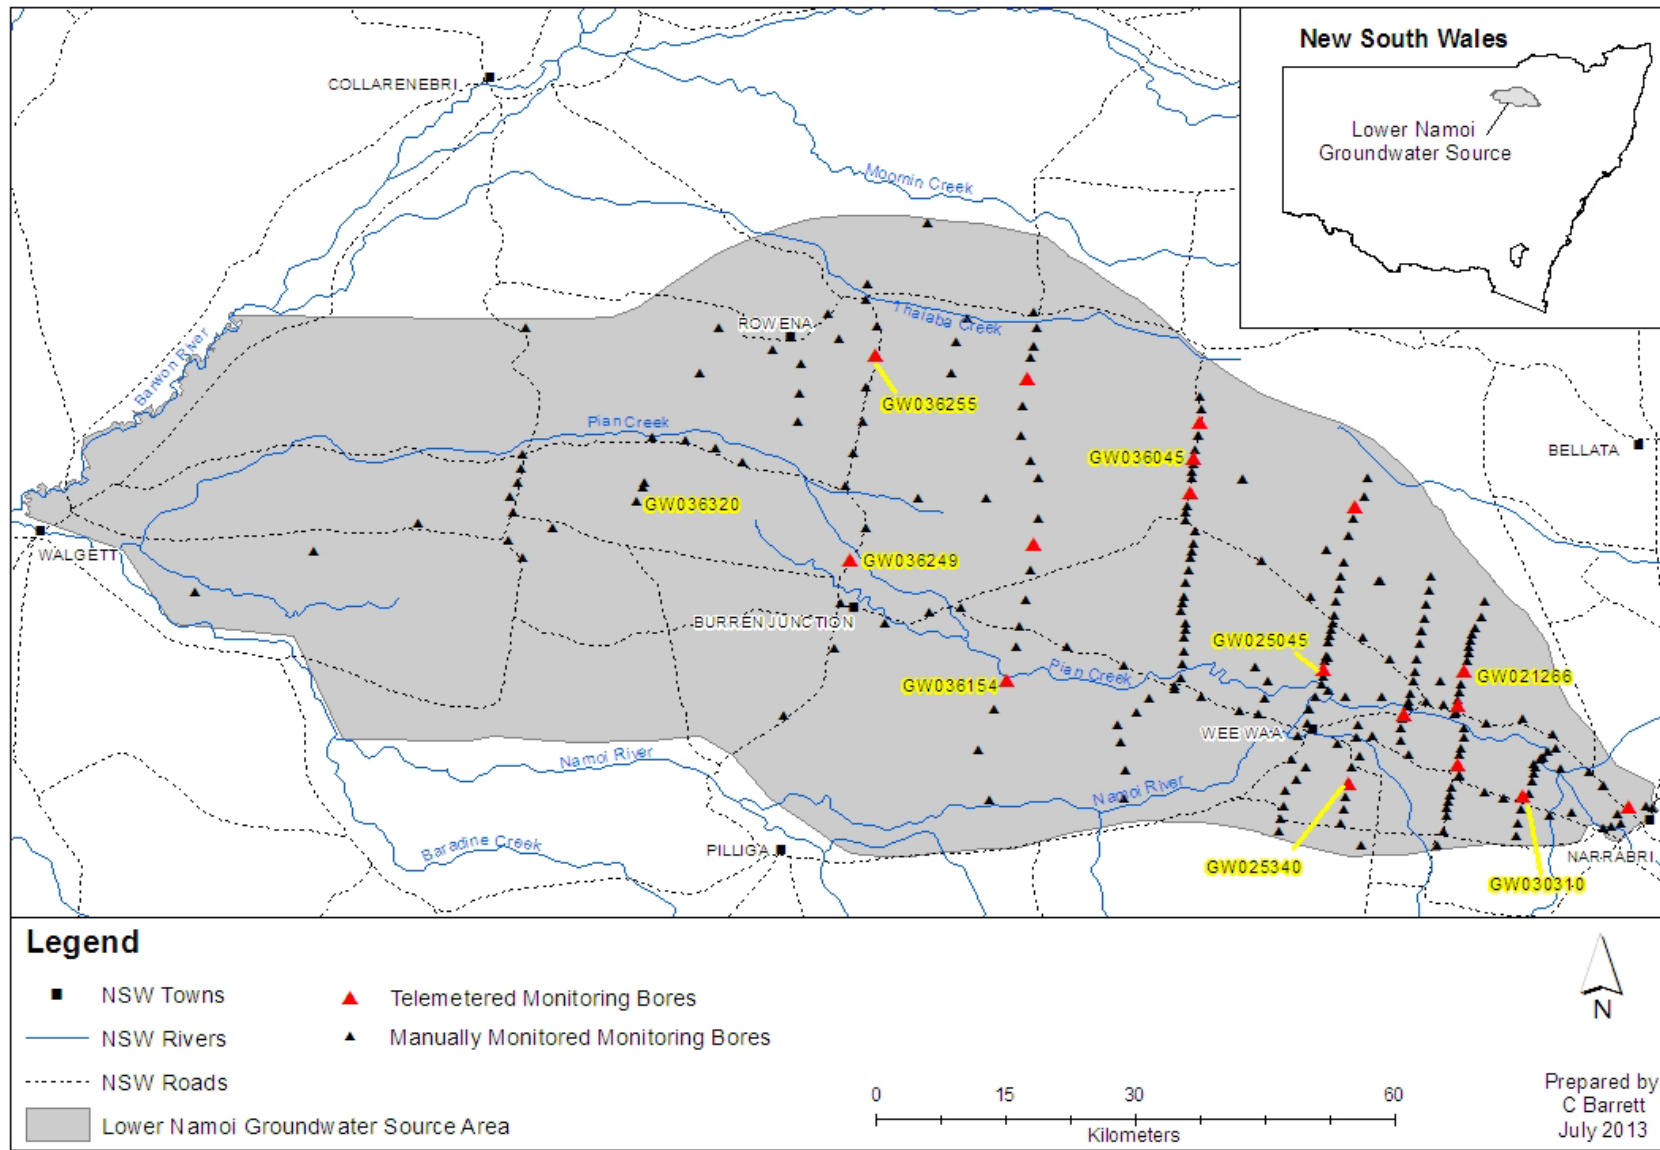 New South Wales
Lower Namoi
Groundwater Source
COLLARENEBRI
Moomin Creek
Barwon River
ROWENA
Thalaba Creek
GW036255
Pian Creek
GW036045
BELLATA
GW036320
WALGETT
GW036249
BURREN JUNCTION
GW025045
Pian Creek
GW036154
GW021266
WEE WAA
Namoi River
Namoi River
Baradine Creek
PILLIGA
GW025340
NARRABRI
GW030310
Legend
NSW Towns
NSW Rivers
NSW Roads
Lower Namoi Groundwater Source Area
Telemetered Monitoring Bores
Manually Monitored Monitoring Bores
0 15 30 60
Kilometers
N
Prepared by
C Barrett
July 2013